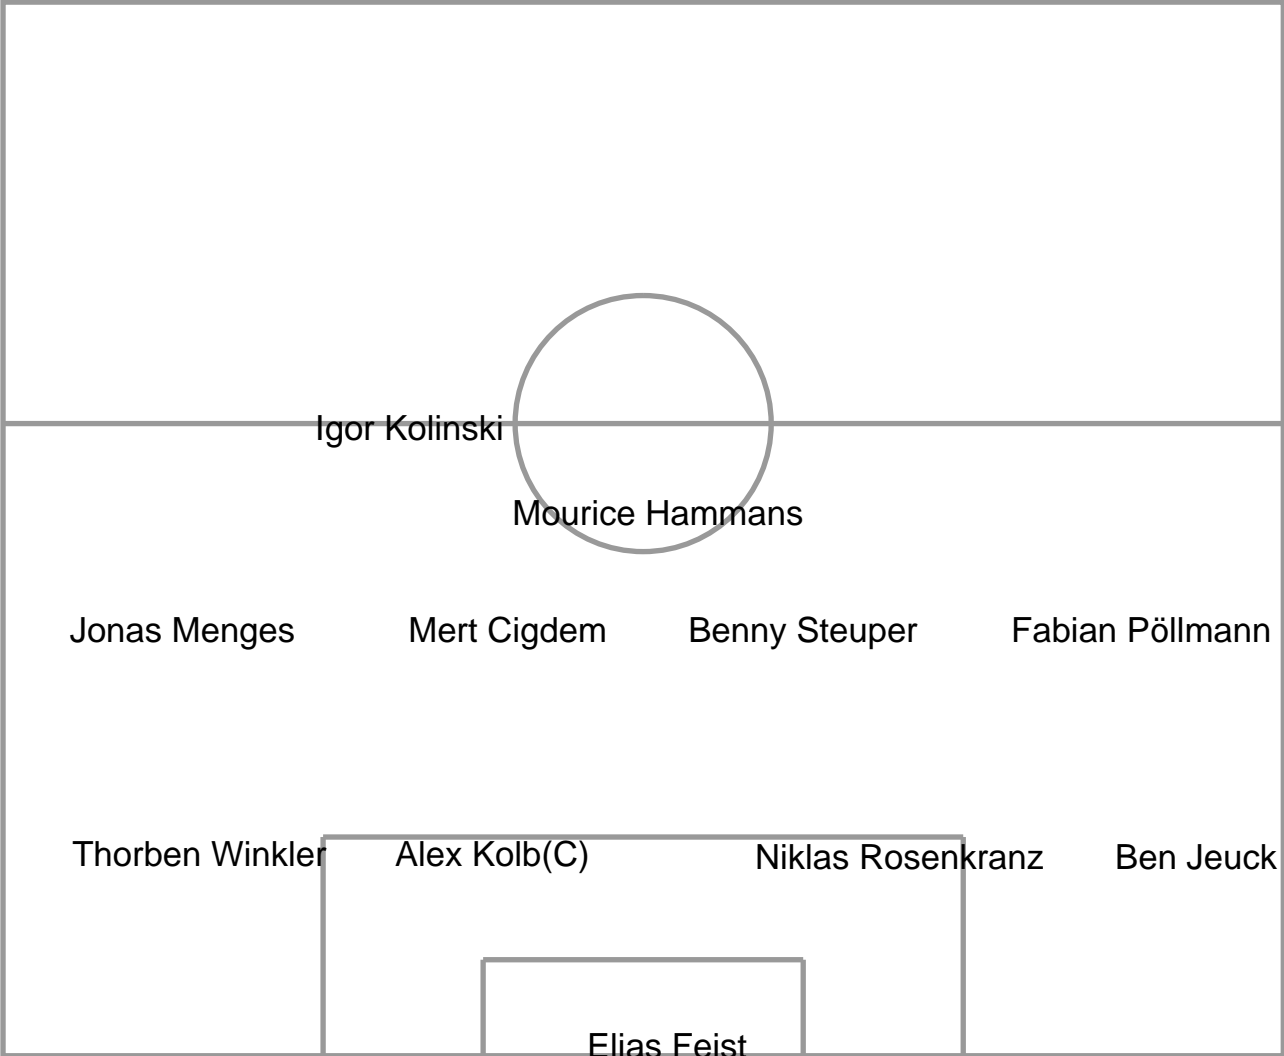 Igor Kolinski
Mourice Hammans
Jonas Menges
Mert Cigdem
Benny Steuper
Fabian Pöllmann
Thorben Winkler
Alex Kolb(C)
Niklas Rosenkranz
Ben Jeuck
Elias Feist